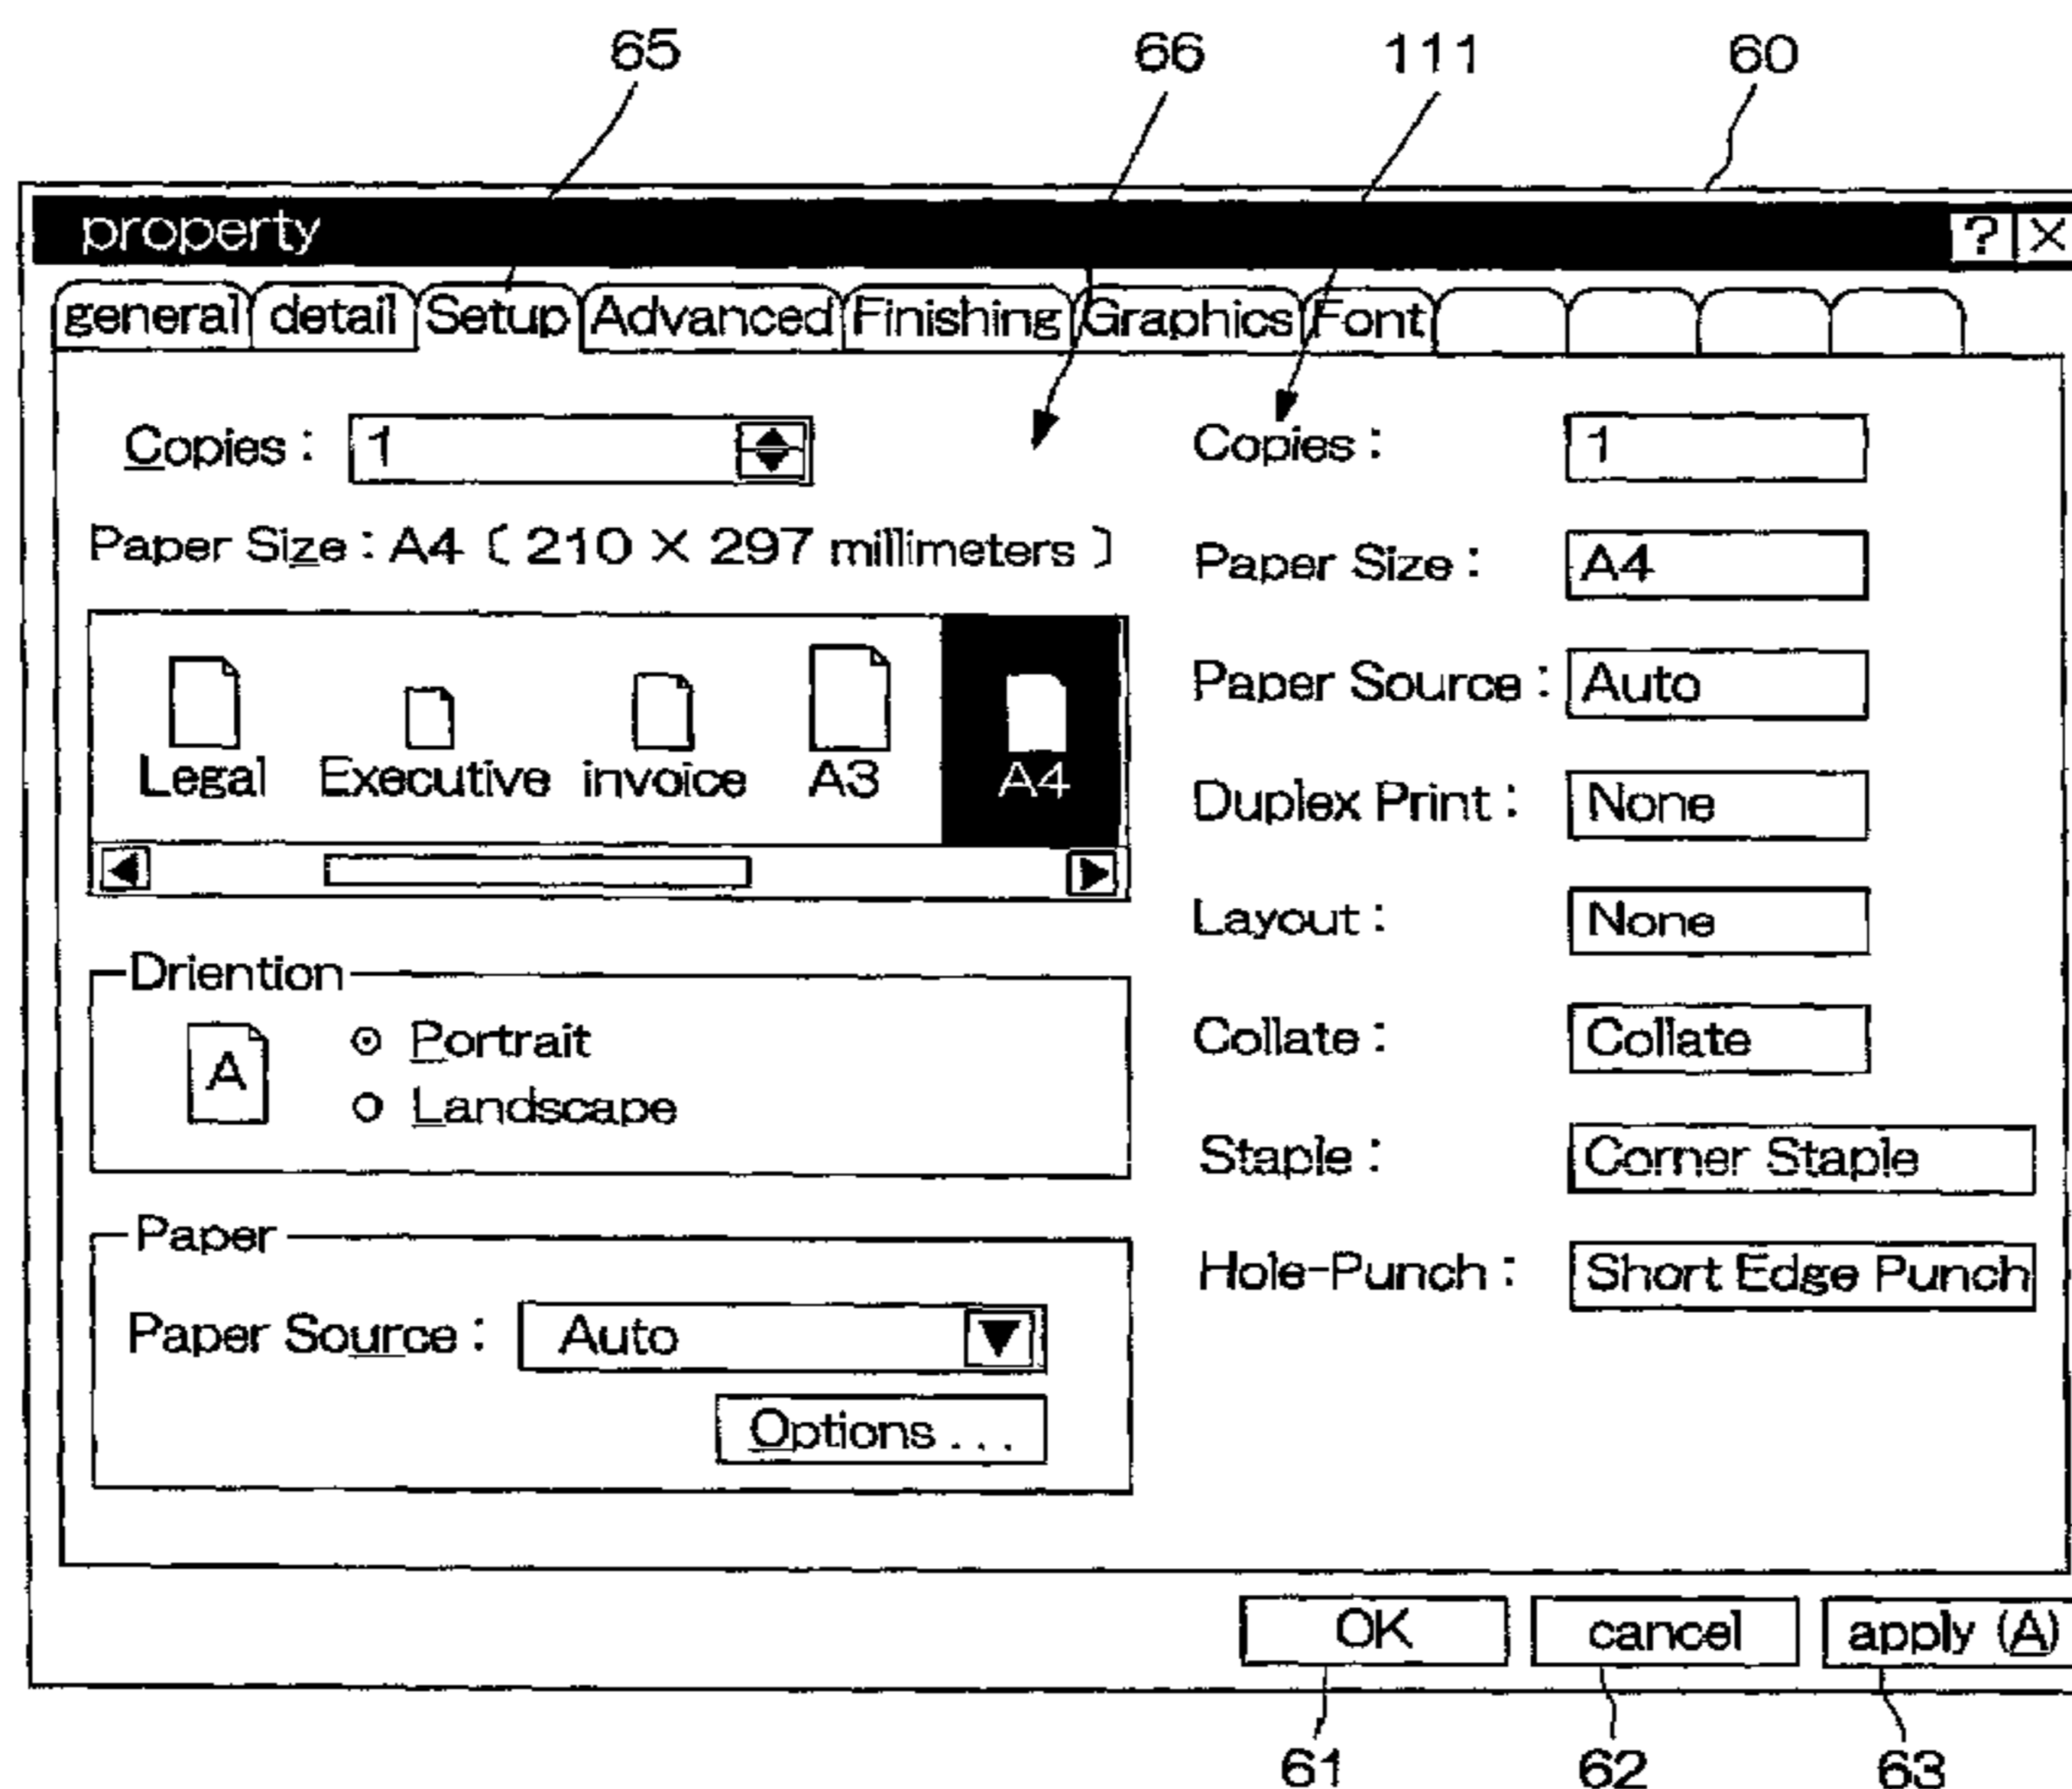 65 66 111 60
property ? ×
general detail Setup Advanced Finishing Graphics Font
Copies : 1
Paper Size : A4 ( 210 × 297 millimeters )
Legal Executive invoice A3 A4
Driention
A
Portrait
Landscape
Paper
Paper Source : Auto
Options ...
Copies : 1
Paper Size : A4
Paper Source : Auto
Duplex Print : None
Layout : None
Collate : Collate
Staple : Corner Staple
Hole-Punch : Short Edge Punch
OK cancel apply (A)
61 62 63